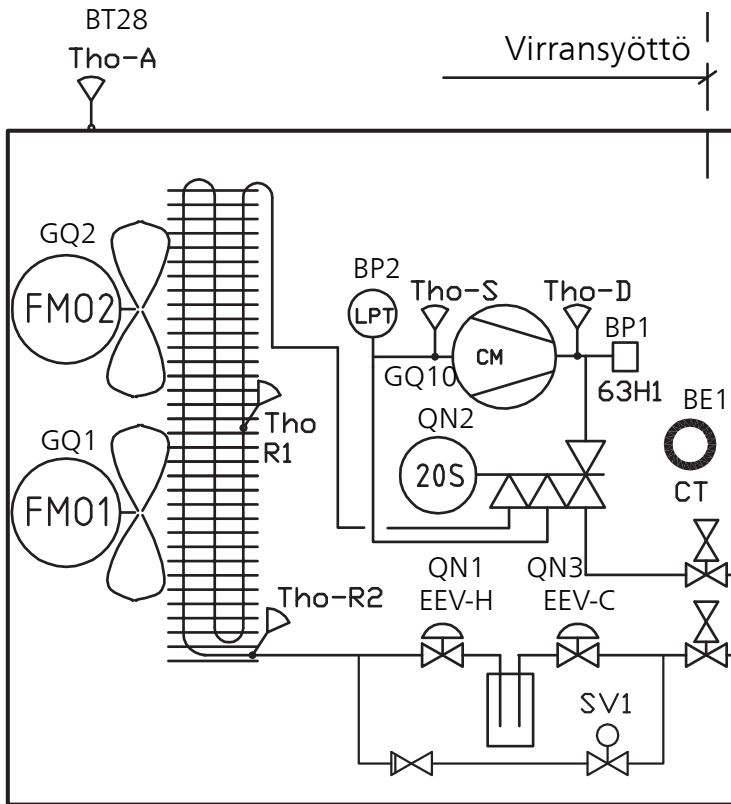 BT28
Tho-A
Virransyöttö
GQ2
FM02
BP2
LPT
Tho-S
Tho-D
CM
BP1
GQ10
63H1
Tho
R1
QN2
20S
BE1
CT
GQ1
FM01
QN1
EEV-H
QN3
EEV-C
Tho-R2
SV1